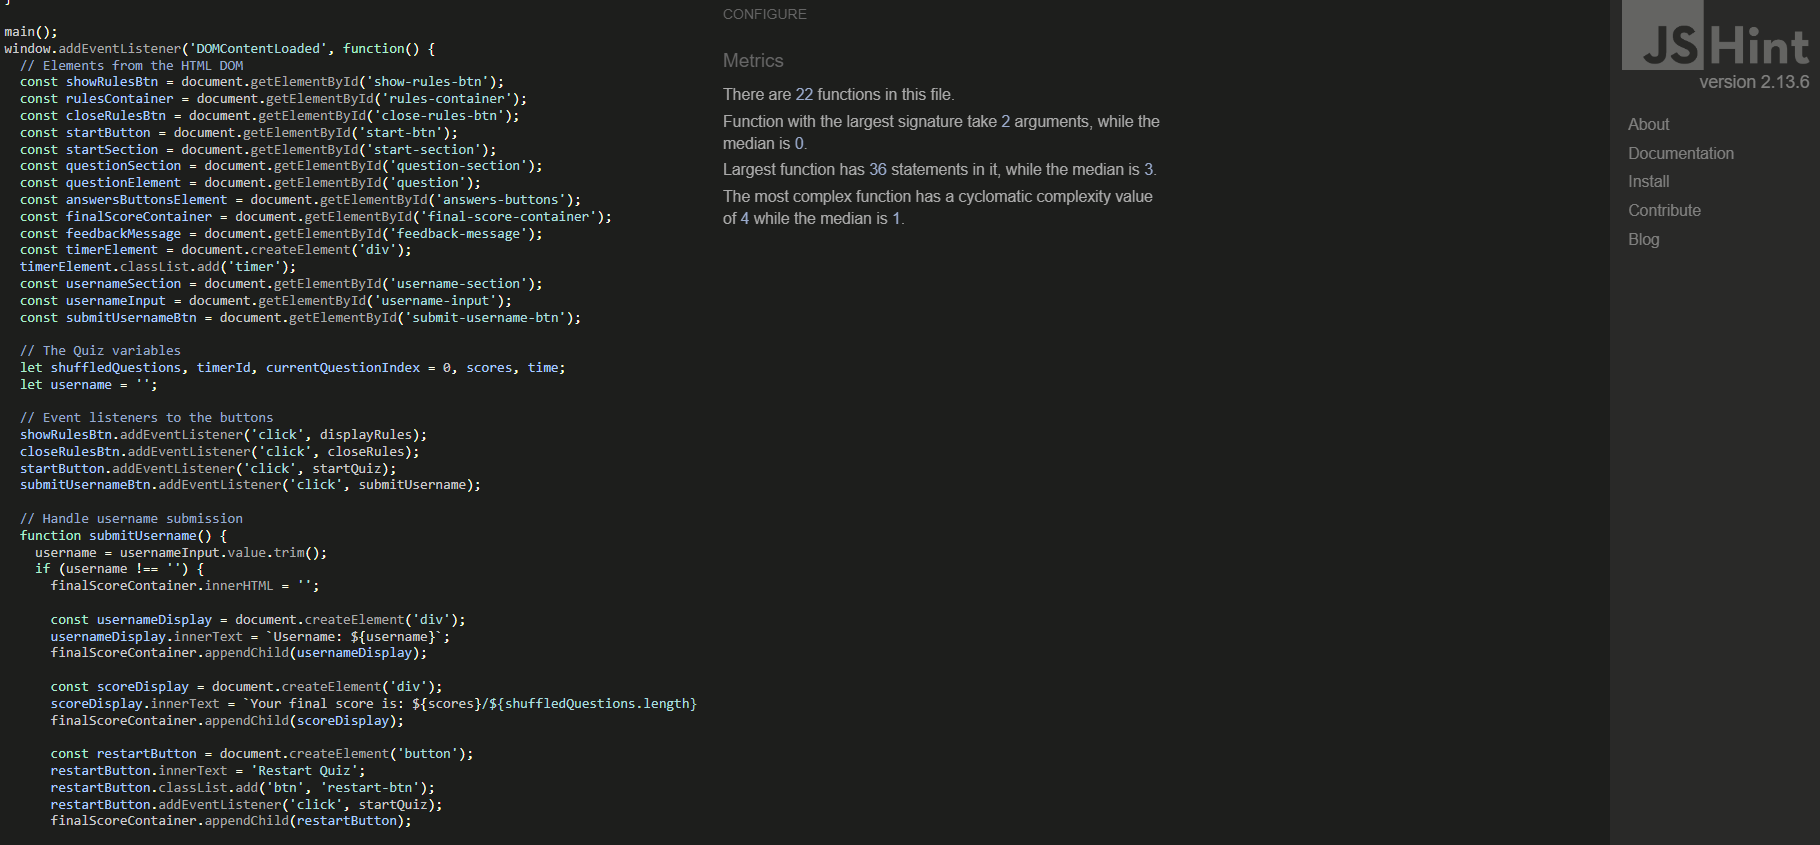 }
main();
window.addEventListener('DOMContentLoaded', function() {
// Elements from the HTML DOM
const showRulesBtn = document.getElementById('show-rules-btn');
const rulesContainer = document.getElementById('rules-container');
const closeRulesBtn = document.getElementById('close-rules-btn');
const startButton = document.getElementById('start-btn');
const startSection = document.getElementById('start-section');
const questionSection = document.getElementById('question-section');
const questionElement = document.getElementById('question');
const answersButtonsElement = document.getElementById('answers-buttons');
const finalScoreContainer = document.getElementById('final-score-container');
const feedbackMessage = document.getElementById('feedback-message');
const timerElement = document.createElement('div');
timerElement.classList.add('timer');
const usernameSection = document.getElementById('username-section');
const usernameInput = document.getElementById('username-input');
const submitUsernameBtn = document.getElementById('submit-username-btn');
// The Quiz variables
let shuffledQuestions, timerId, currentQuestionIndex = 0, scores, time;
let username = '';
// Event listeners to the buttons
showRulesBtn.addEventListener('click', displayRules);
closeRulesBtn.addEventListener('click', closeRules);
startButton.addEventListener('click', startQuiz);
submitUsernameBtn.addEventListener('click', submitUsername);
// Handle username submission
function submitUsername() {
username = usernameInput.value.trim();
if (username !== '') {
finalScoreContainer.innerHTML = '';
const usernameDisplay = document.createElement('div');
usernameDisplay.innerText = `Username: ${username}`;
finalScoreContainer.appendChild(usernameDisplay);
const scoreDisplay = document.createElement('div');
scoreDisplay.innerText = `Your final score is: ${scores}/${shuffledQuestions.length}
finalScoreContainer.appendChild(scoreDisplay);
const restartButton = document.createElement('button');
restartButton.innerText = 'Restart Quiz';
restartButton.classList.add('btn', 'restart-btn');
restartButton.addEventListener('click', startQuiz);
finalScoreContainer.appendChild(restartButton);
CONFIGURE
Metrics
There are 22 functions in this file.
Function with the largest signature take 2 arguments, while the
median is 0.
Largest function has 36 statements in it, while the median is 3.
The most complex function has a cyclomatic complexity value
of 4 while the median is 1.
JSHint
version 2.13.6
About
Documentation
Install
Contribute
Blog